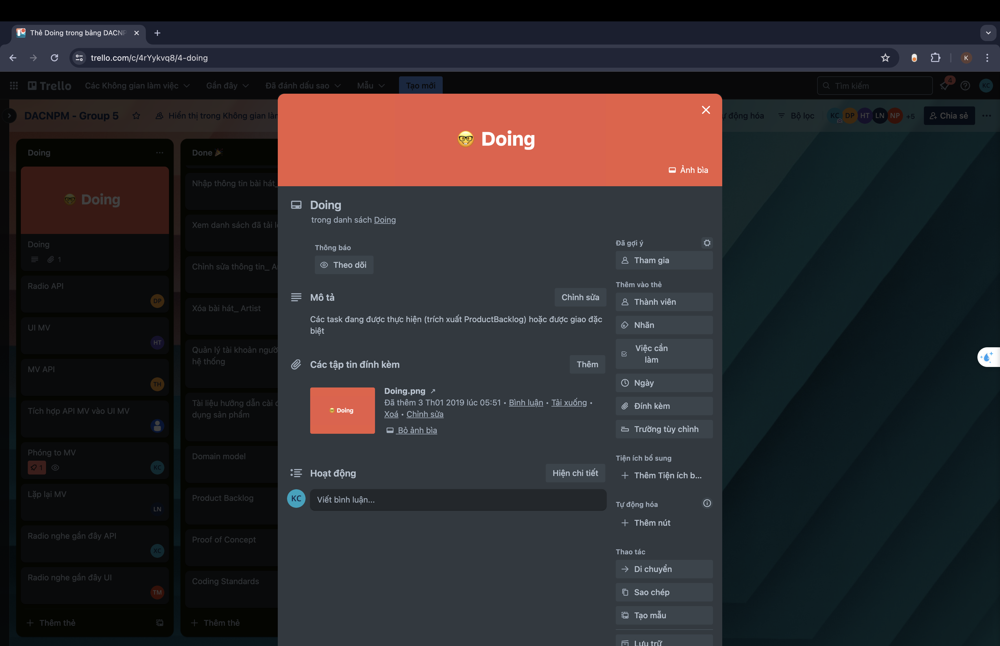 Thẻ Doing trong bảng DACNP
trello.com/c/4rYykvq8/4-doing
K
Trello
Các Không gian làm việc
Gần đây
Đã đánh dấu sao
Mẫu
Tạo mới
Tìm kiếm
4
KC
DACNPM - Group 5
Hiển thị trong Không gian làn
động hóa
Bộ lọc
KC
DP
HT
LN
NP
+5
Chia sẻ
Doing
Doing
Doing
1
Radio API
DP
UI MV
HT
MV API
TH
Tích hợp API MV vào UI MV
Phóng to MV
1
KC
Lặp lại MV
LN
Radio nghe gần đây API
XC
Radio nghe gần đây UI
TM
Thêm thẻ
Done
Nhập thông tin bài hát_
Xem danh sách đã tải
Chỉnh sửa thông tin_
Xóa bài hát_ Artist
Quản lý tài khoản
hệ thống
Tài liệu hướng dẫn cài
dụng sản phẩm
Domain model
Product Backlog
Proof of Concept
Coding Standards
Thêm thẻ
Doing
Ảnh bìa
Doing
trong danh sách Doing
Thông báo
Theo dõi
Mô tả
Chỉnh sửa
Các task đang được thực hiện (trích xuất ProductBacklog) hoặc được giao đặc
biệt
Các tập tin đính kèm
Thêm
Doing
Doing.png ↗
Đã thêm 3 Th01 2019 lúc 05:51 • Bình luận • Tải xuống •
Xoá • Chỉnh sửa
Bỏ ảnh bìa
Hoạt động
Hiện chi tiết
KC
Viết bình luận...
Đã gợi ý
Tham gia
Thêm vào thẻ
Thành viên
Nhãn
Việc cần
làm
Ngày
Đính kèm
Trường tùy chỉnh
Tiện ích bổ sung
Thêm Tiện ích b...
Tự động hóa
Thêm nút
Thao tác
Di chuyển
Sao chép
Tạo mẫu
Lưu trữ